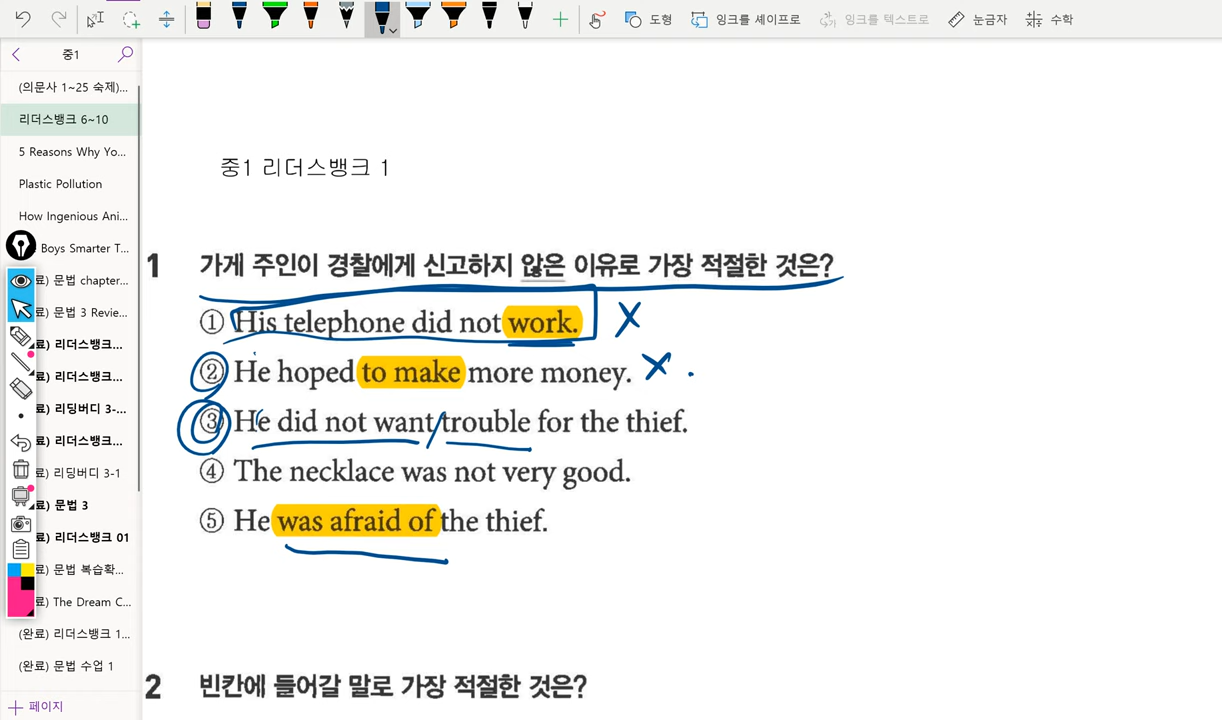 도형
잉크를 셰이프로
잉크를 텍스트로
눈금자
수학
중1
(의문사 1~25 숙제)...
리더스뱅크 6~10
5 Reasons Why Yo...
Plastic Pollution
How Ingenious Ani...
Boys Smarter T...
료) 문법 chapter...
료) 문법 3 Revie...
료) 리더스뱅크...
료) 리더스뱅크...
료) 리딩버디 3-...
료) 리더스뱅크...
료) 리딩버디 3-1
료) 문법 3
료) 리더스뱅크 01
료) 문법 복습확...
료) The Dream C...
(완료) 리더스뱅크 1...
(완료) 문법 수업 1
페이지
중1 리더스뱅크 1
1 가게 주인이 경찰에게 신고하지 않은 이유로 가장 적절한 것은?
① His telephone did not work. X
② He hoped to make more money. X .
③ He did not want / trouble for the thief.
④ The necklace was not very good.
⑤ He was afraid of the thief.
2 빈칸에 들어갈 말로 가장 적절한 것은?